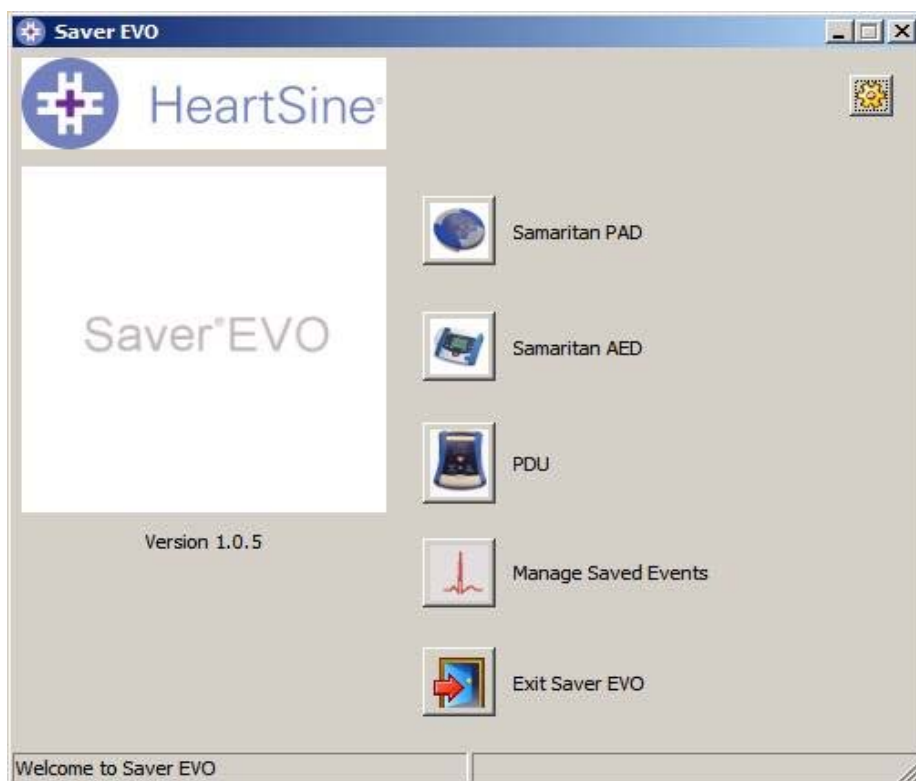 Saver EVO
HeartSine®
Samaritan PAD
Saver®EVO
Samaritan AED
PDU
Version 1.0.5
Manage Saved Events
Exit Saver EVO
Welcome to Saver EVO